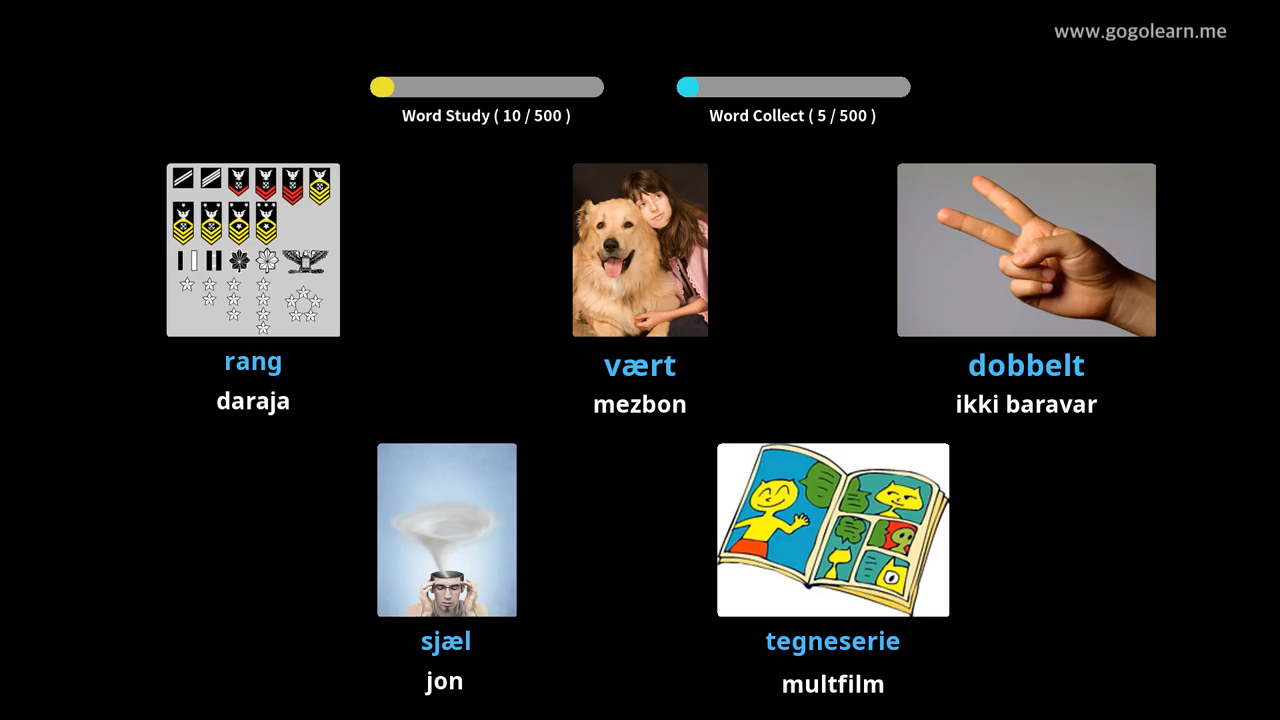 www.gogolearn.me
Word Study ( 10 / 500 )
Word Collect ( 5 / 500 )
rang
daraja
vært
mezbon
dobbelt
ikki baravar
sjæl
jon
tegneserie
multfilm